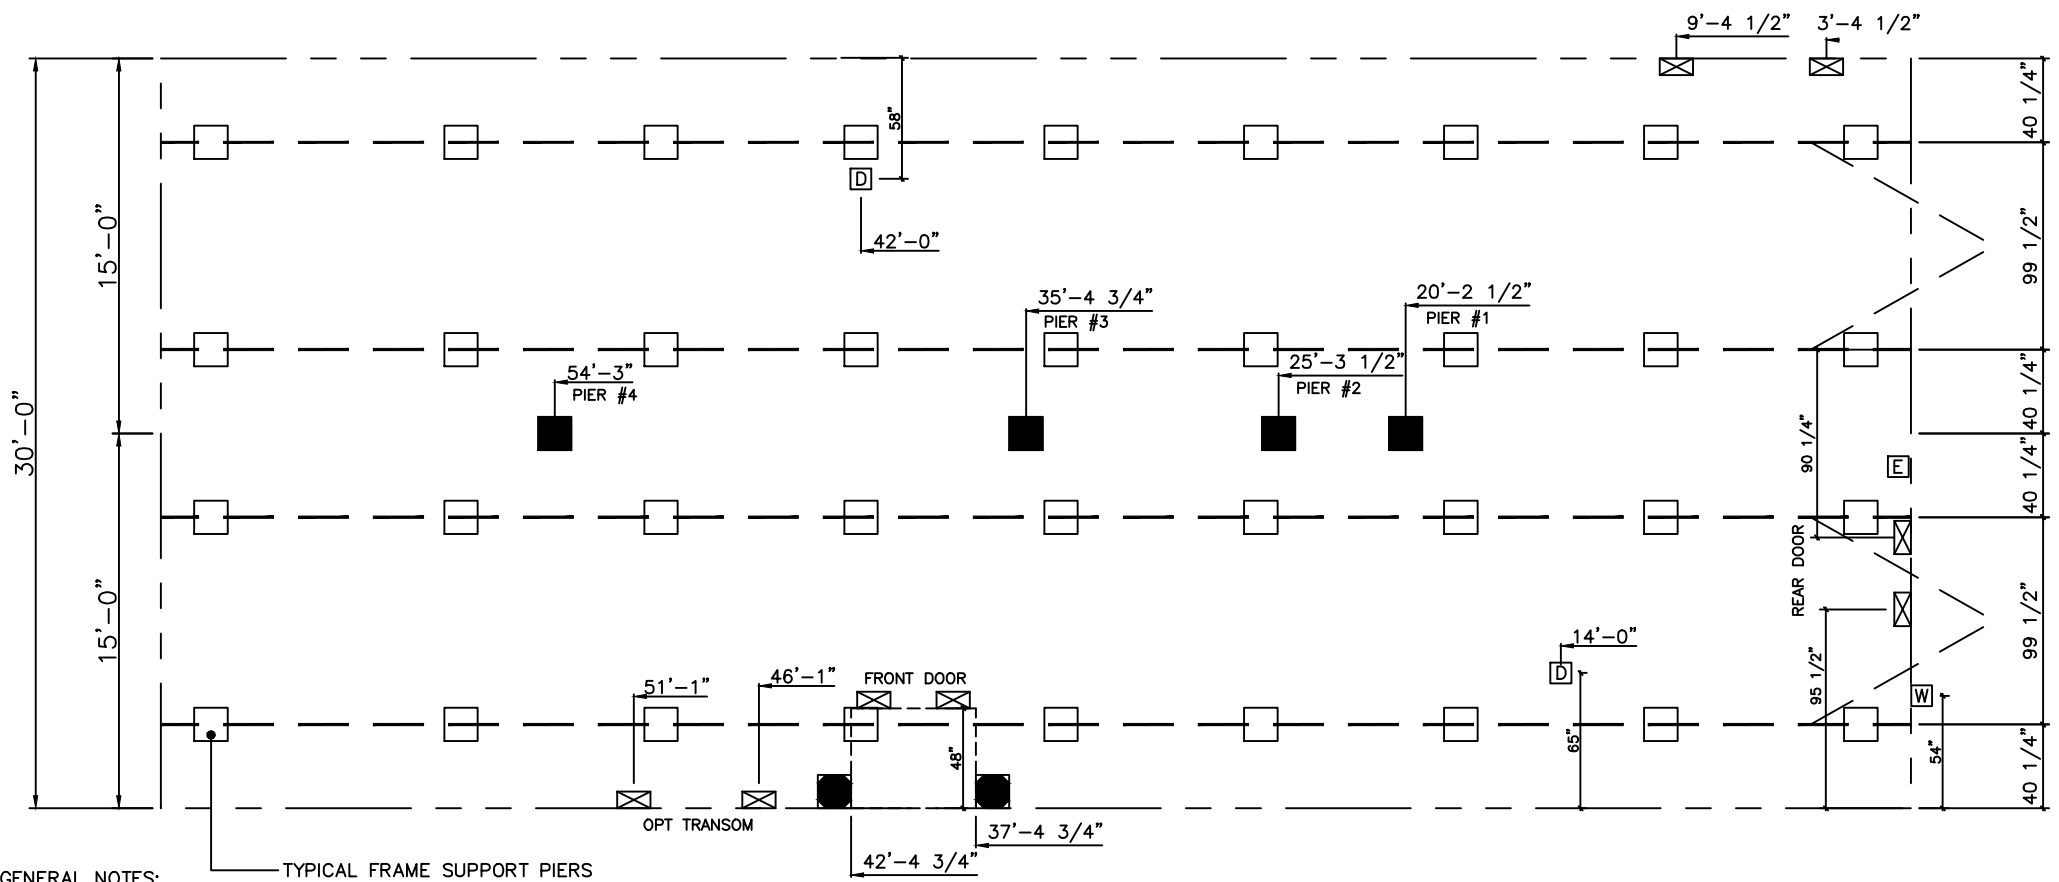 9'-4 1/2"
3'-4 1/2"
40 1/4"
58"
D
15'-0"
42'-0"
99 1/2"
35'-4 3/4"
PIER #3
20'-2 1/2"
PIER #1
54'-3"
PIER #4
25'-3 1/2"
PIER #2
40 1/4"
30'-0"
90 1/4"
E
40 1/4"
REAR DOOR
15'-0"
99 1/2"
14'-0"
D
95 1/2"
W
51'-1"
46'-1"
FRONT DOOR
48"
65"
54"
40 1/4"
OPT TRANSOM
37'-4 3/4"
42'-4 3/4"
TYPICAL FRAME SUPPORT PIERS
GENERAL NOTES: